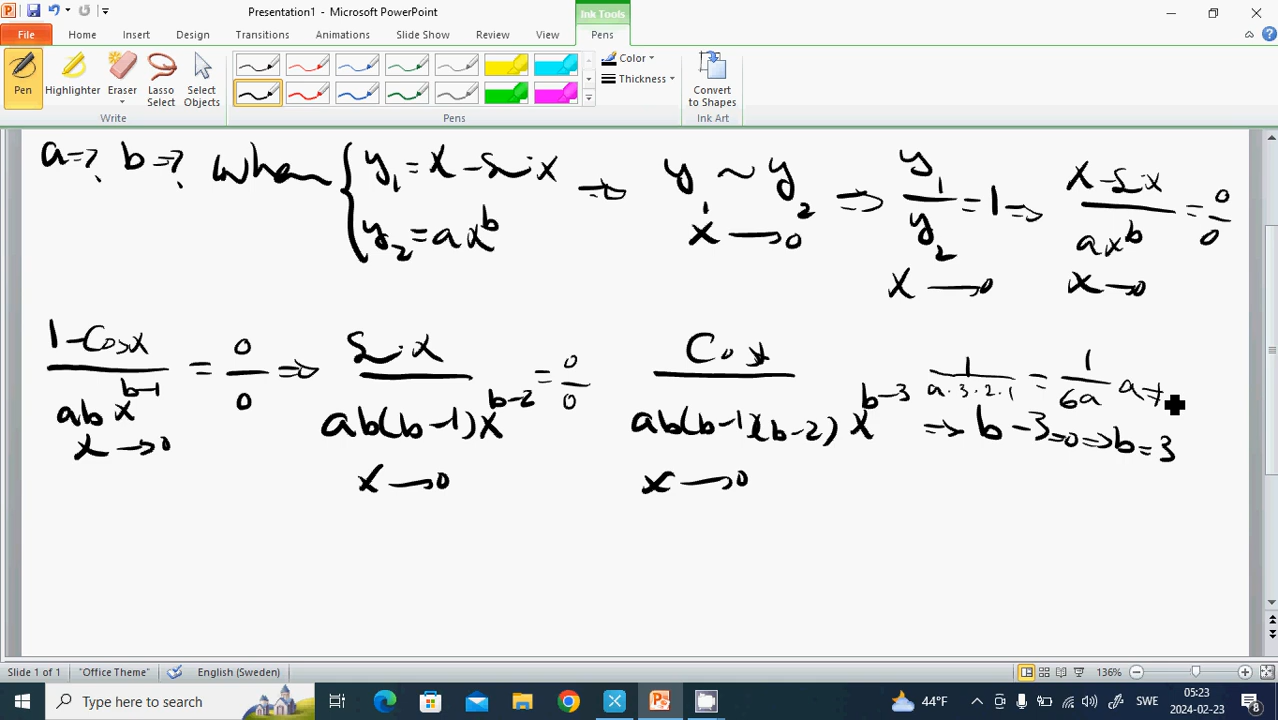 Presentation1 - Microsoft PowerPoint
Ink Tools
File Home Insert Design Transitions Animations Slide Show Review View Pens
Pen Highlighter Eraser Lasso Select Select Objects
Color
Thickness
Convert to Shapes
Write Pens Ink Art
a=? b=? when { y₁ = x - sin x ⇒ y₁ ~ y₂ ⇒ y₁/y₂ = 1 ⇒ (x - sin x)/(ax^b) = 0/0
y₂ = ax^b x→0 x→0 x→0
(1 - Cos x)/(ab x^(b-1)) = 0/0 ⇒ (sin x)/(ab(b-1)x^(b-2)) = 0/0 (Cos x)/(ab(b-1)(b-2)x^(b-3)) 1/(a·3·2·1) = 1/(6a) a≠
⇒ b-3=0 ⇒ b=3
x→0 x→0 x→0
Slide 1 of 1 "Office Theme" English (Sweden) 136%
Type here to search 44°F SWE 05:23 2024-02-23 8